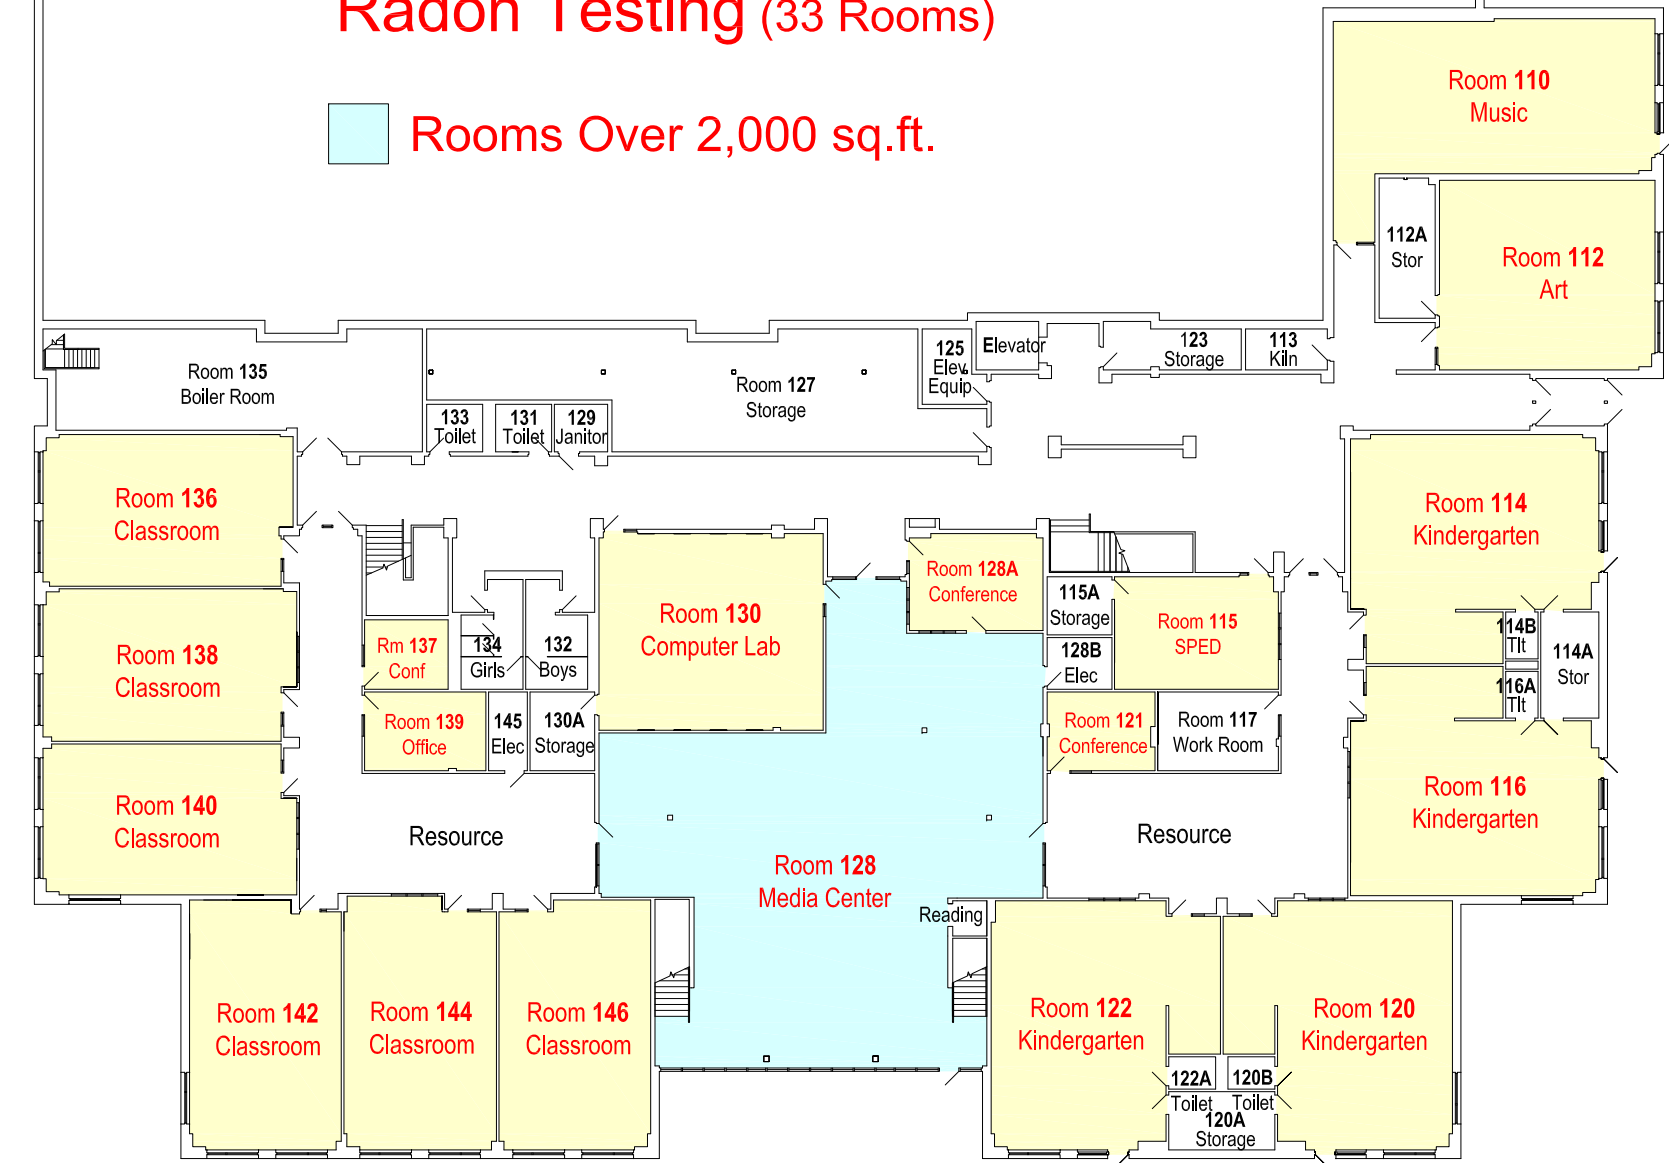 Radon Testing (33 Rooms)
Rooms Over 2,000 sq.ft.
Room 110
Music
112A
Stor
Room 112
Art
Room 135
Boiler Room
Room 127
Storage
125
Elev
Equip
Elevator
123
Storage
113
Kiln
133
Toilet
131
Toilet
129
Janitor
Room 136
Classroom
Room 114
Kindergarten
Room 138
Classroom
Rm 137
Conf
134
Girls
132
Boys
Room 130
Computer Lab
Room 128A
Conference
115A
Storage
Room 115
SPED
128B
Elec
114B
Tlt
114A
Stor
116A
Tlt
Room 139
Office
145
Elec
130A
Storage
Room 121
Conference
Room 117
Work Room
Room 140
Classroom
Resource
Room 128
Media Center
Resource
Room 116
Kindergarten
Reading
Room 142
Classroom
Room 144
Classroom
Room 146
Classroom
Room 122
Kindergarten
Room 120
Kindergarten
122A
Toilet
120B
Toilet
120A
Storage